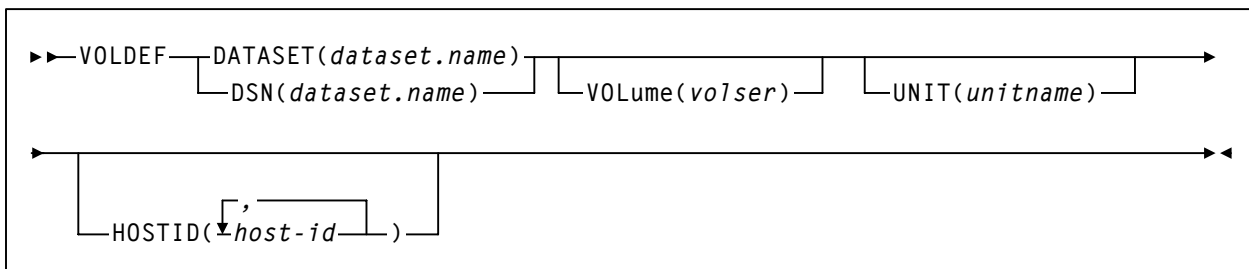 VOLDEF DATASET(dataset.name)
DSN(dataset.name) VOLume(volser) UNIT(unitname)
,
HOSTID( host-id )